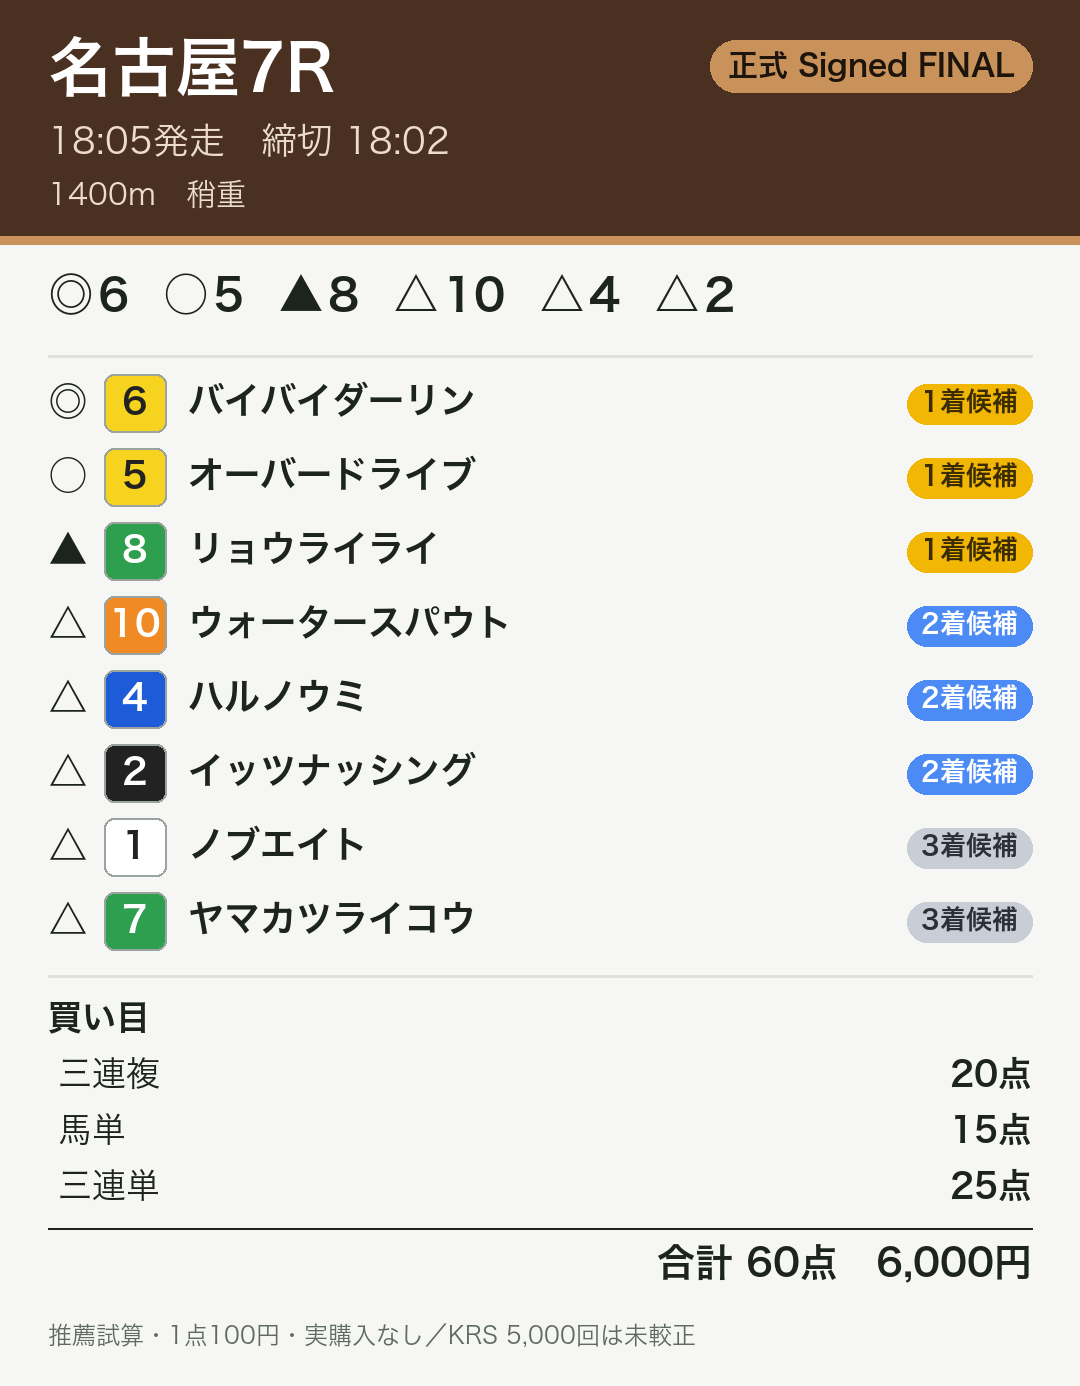 名古屋7R 正式 Signed FINAL
18:05発走 締切 18:02
1400m 稍重
◎6 ○5 ▲8 △10 △4 △2
◎ 6 バイバイダーリン 1着候補
○ 5 オーバードライブ 1着候補
▲ 8 リョウライライ 1着候補
△ 10 ウォータースパウト 2着候補
△ 4 ハルノウミ 2着候補
△ 2 イッツナッシング 2着候補
△ 1 ノブエイト 3着候補
△ 7 ヤマカツライコウ 3着候補
買い目
三連複 20点
馬単 15点
三連単 25点
合計 60点 6,000円
推薦試算・1点100円・実購入なし／KRS 5,000回は未較正